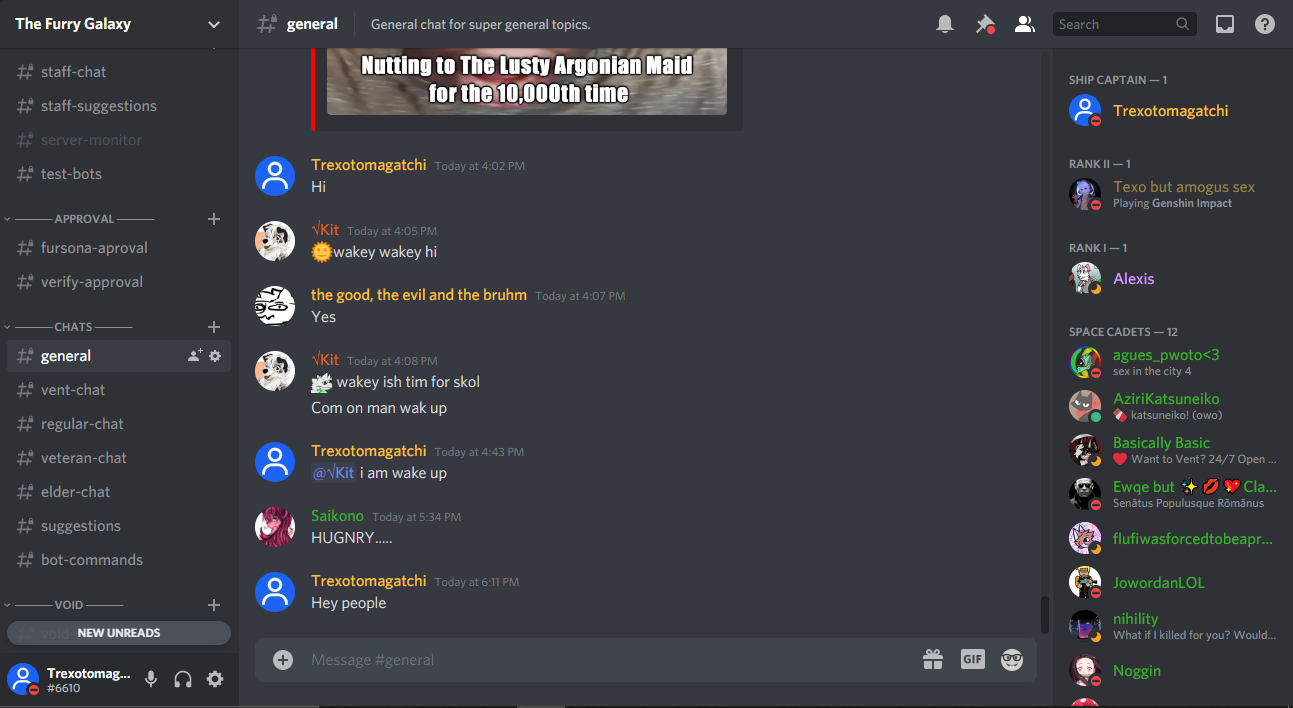 The Furry Galaxy
staff-chat
staff-suggestions
server-monitor
test-bots
APPROVAL
fursona-aproval
verify-approval
CHATS
general
vent-chat
regular-chat
veteran-chat
elder-chat
suggestions
bot-commands
VOID
NEW UNREADS
Trexotomag...
#6610
general
General chat for super general topics.
Search
Nutting to The Lusty Argonian Maid
for the 10,000th time
Trexotomagatchi Today at 4:02 PM
Hi
√Kit Today at 4:05 PM
🌞wakey wakey hi
the good, the evil and the bruhm Today at 4:07 PM
Yes
√Kit Today at 4:08 PM
wakey ish tim for skol
Com on man wak up
Trexotomagatchi Today at 4:43 PM
@√Kit i am wake up
Saikono Today at 5:34 PM
HUGNRY.....
Trexotomagatchi Today at 6:11 PM
Hey people
Message #general
GIF
SHIP CAPTAIN — 1
Trexotomagatchi
RANK II — 1
Texo but amogus sex
Playing Genshin Impact
RANK I — 1
Alexis
SPACE CADETS — 12
agues_pwoto<3
sex in the city 4
AziriKatsuneiko
🍫 katsuneiko! (owo)
Basically Basic
❤️ Want to Vent? 24/7 Open ...
Ewqe but ✨💋💖Cla...
Senātus Populusque Rōmānus
flufiwasforcedtobeapr...
JowordanLOL
nihility
What if I killed for you? Would...
Noggin